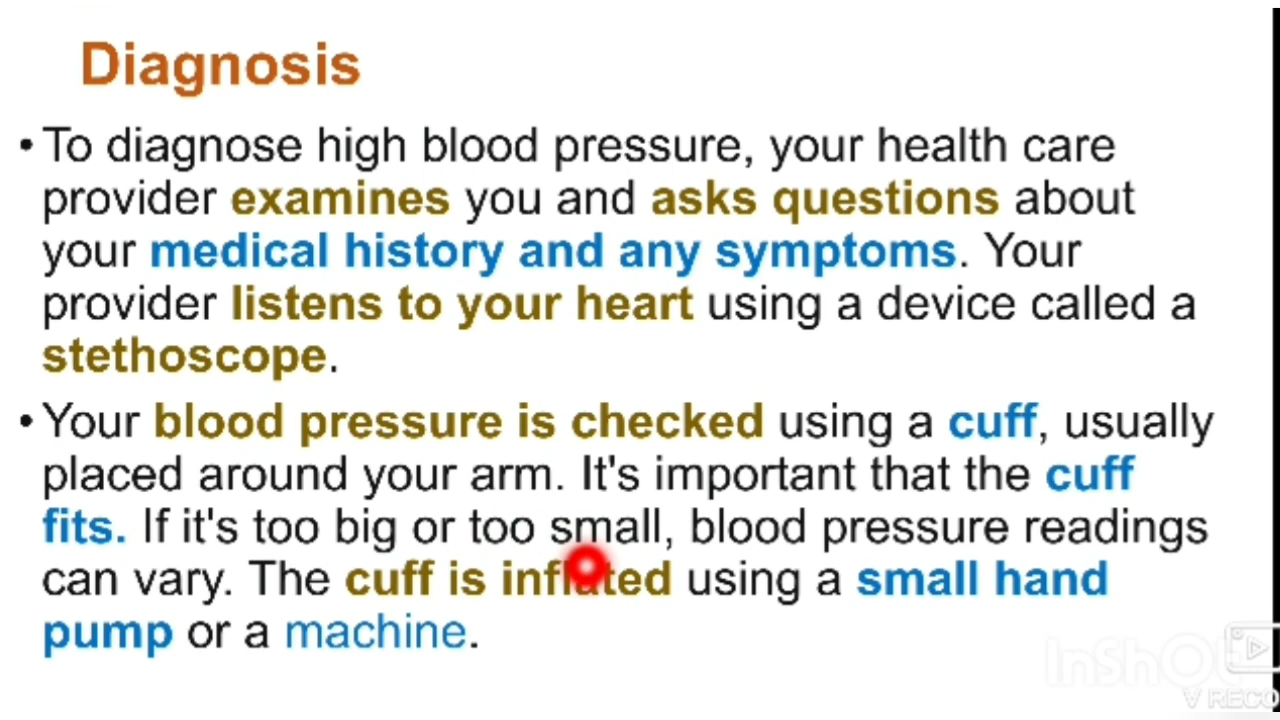 Diagnosis
• To diagnose high blood pressure, your health care
provider examines you and asks questions about
your medical history and any symptoms. Your
provider listens to your heart using a device called a
stethoscope.
• Your blood pressure is checked using a cuff, usually
placed around your arm. It's important that the cuff
fits. If it's too big or too small, blood pressure readings
can vary. The cuff is inflated using a small hand
pump or a machine.
InShOt